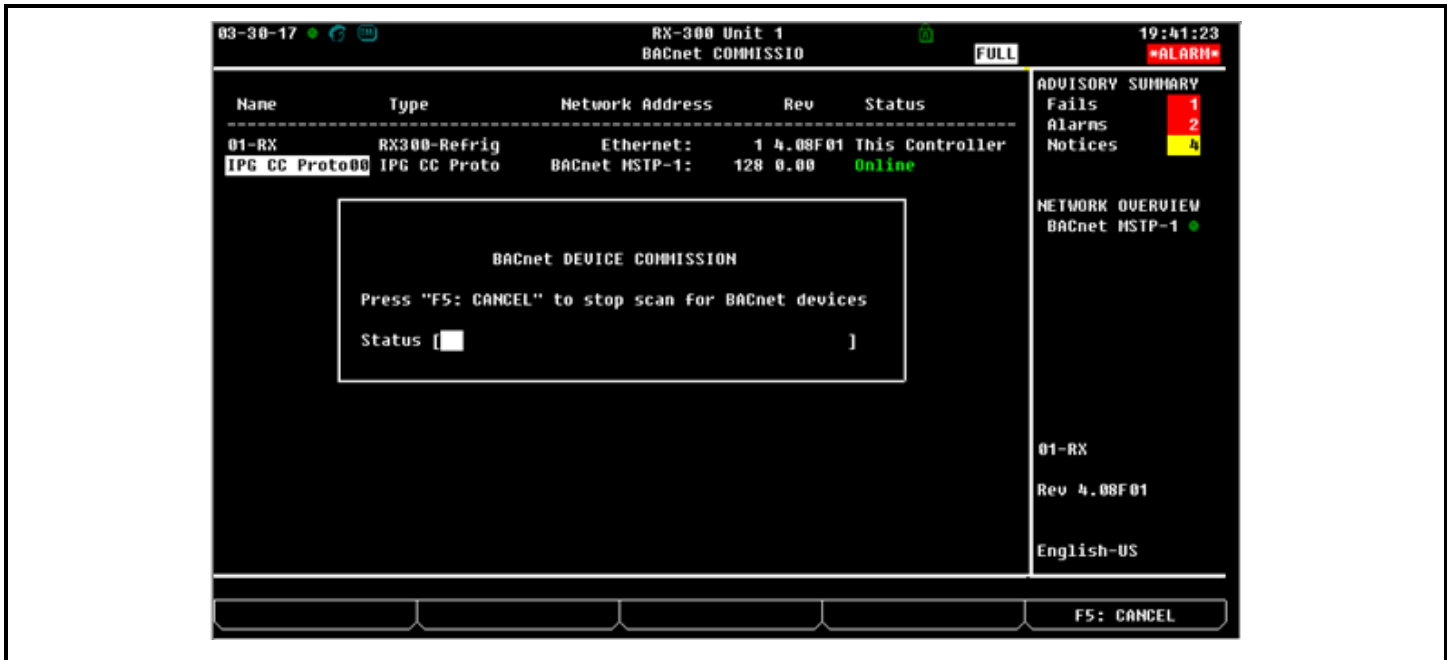 03-30-17 RX-300 Unit 1 19:41:23
BACnet COMMISSIO FULL *ALARM*
ADVISORY SUMMARY
Name Type Network Address Rev Status Fails 1
Alarms 2
01-RX RX300-Refrig Ethernet: 1 4.08F01 This Controller Notices 4
IPG CC Proto00 IPG CC Proto BACnet MSTP-1: 128 0.00 Online
NETWORK OVERVIEW
BACnet MSTP-1
BACnet DEVICE COMMISSION
Press "F5: CANCEL" to stop scan for BACnet devices
Status [ ]
01-RX
Rev 4.08F01
English-US
F5: CANCEL